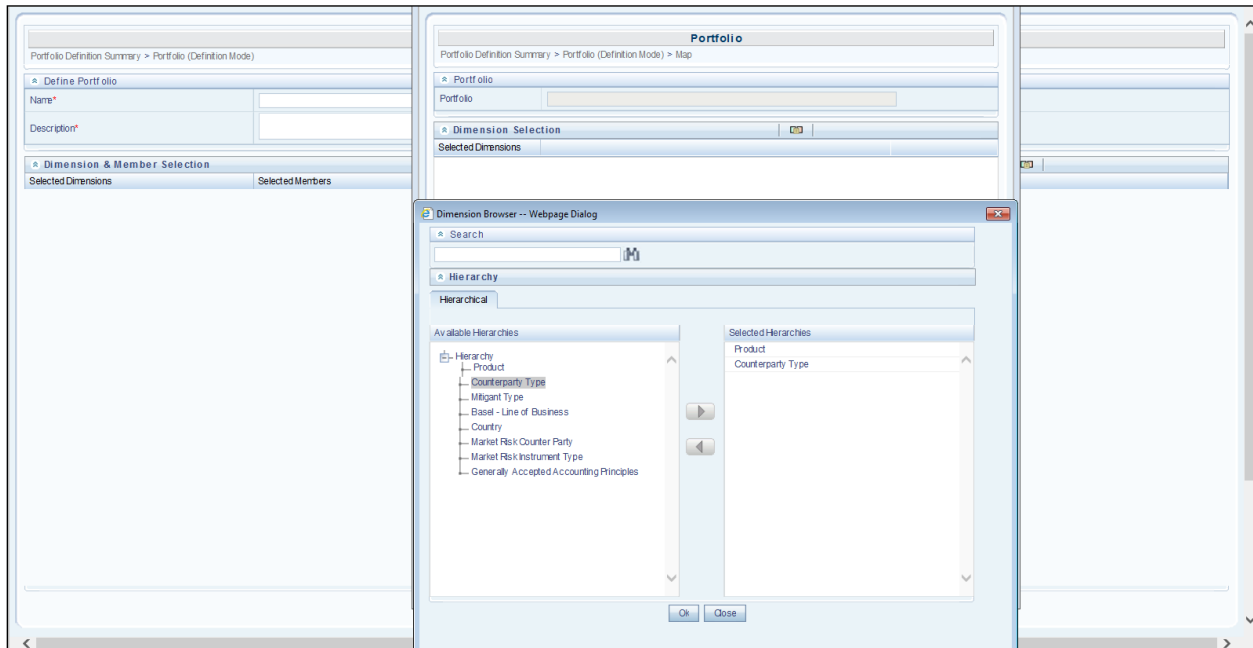 Portfolio Definition Summary > Portfolio (Definition Mode)
Define Portfolio
Name*
Description*
Dimension & Member Selection
Selected Dimensions Selected Members
Portfolio
Portfolio Definition Summary > Portfolio (Definition Mode) > Map
Portfolio
Portfolio
Dimension Selection
Selected Dimensions
Dimension Browser -- Webpage Dialog
Search
Hierarchy
Hierarchical
Available Hierarchies
Hierarchy
Product
Counterparty Type
Mitigant Type
Basel - Line of Business
Country
Market Risk Counter Party
Market Risk Instrument Type
Generally Accepted Accounting Principles
Selected Hierarchies
Product
Counterparty Type
Ok Close